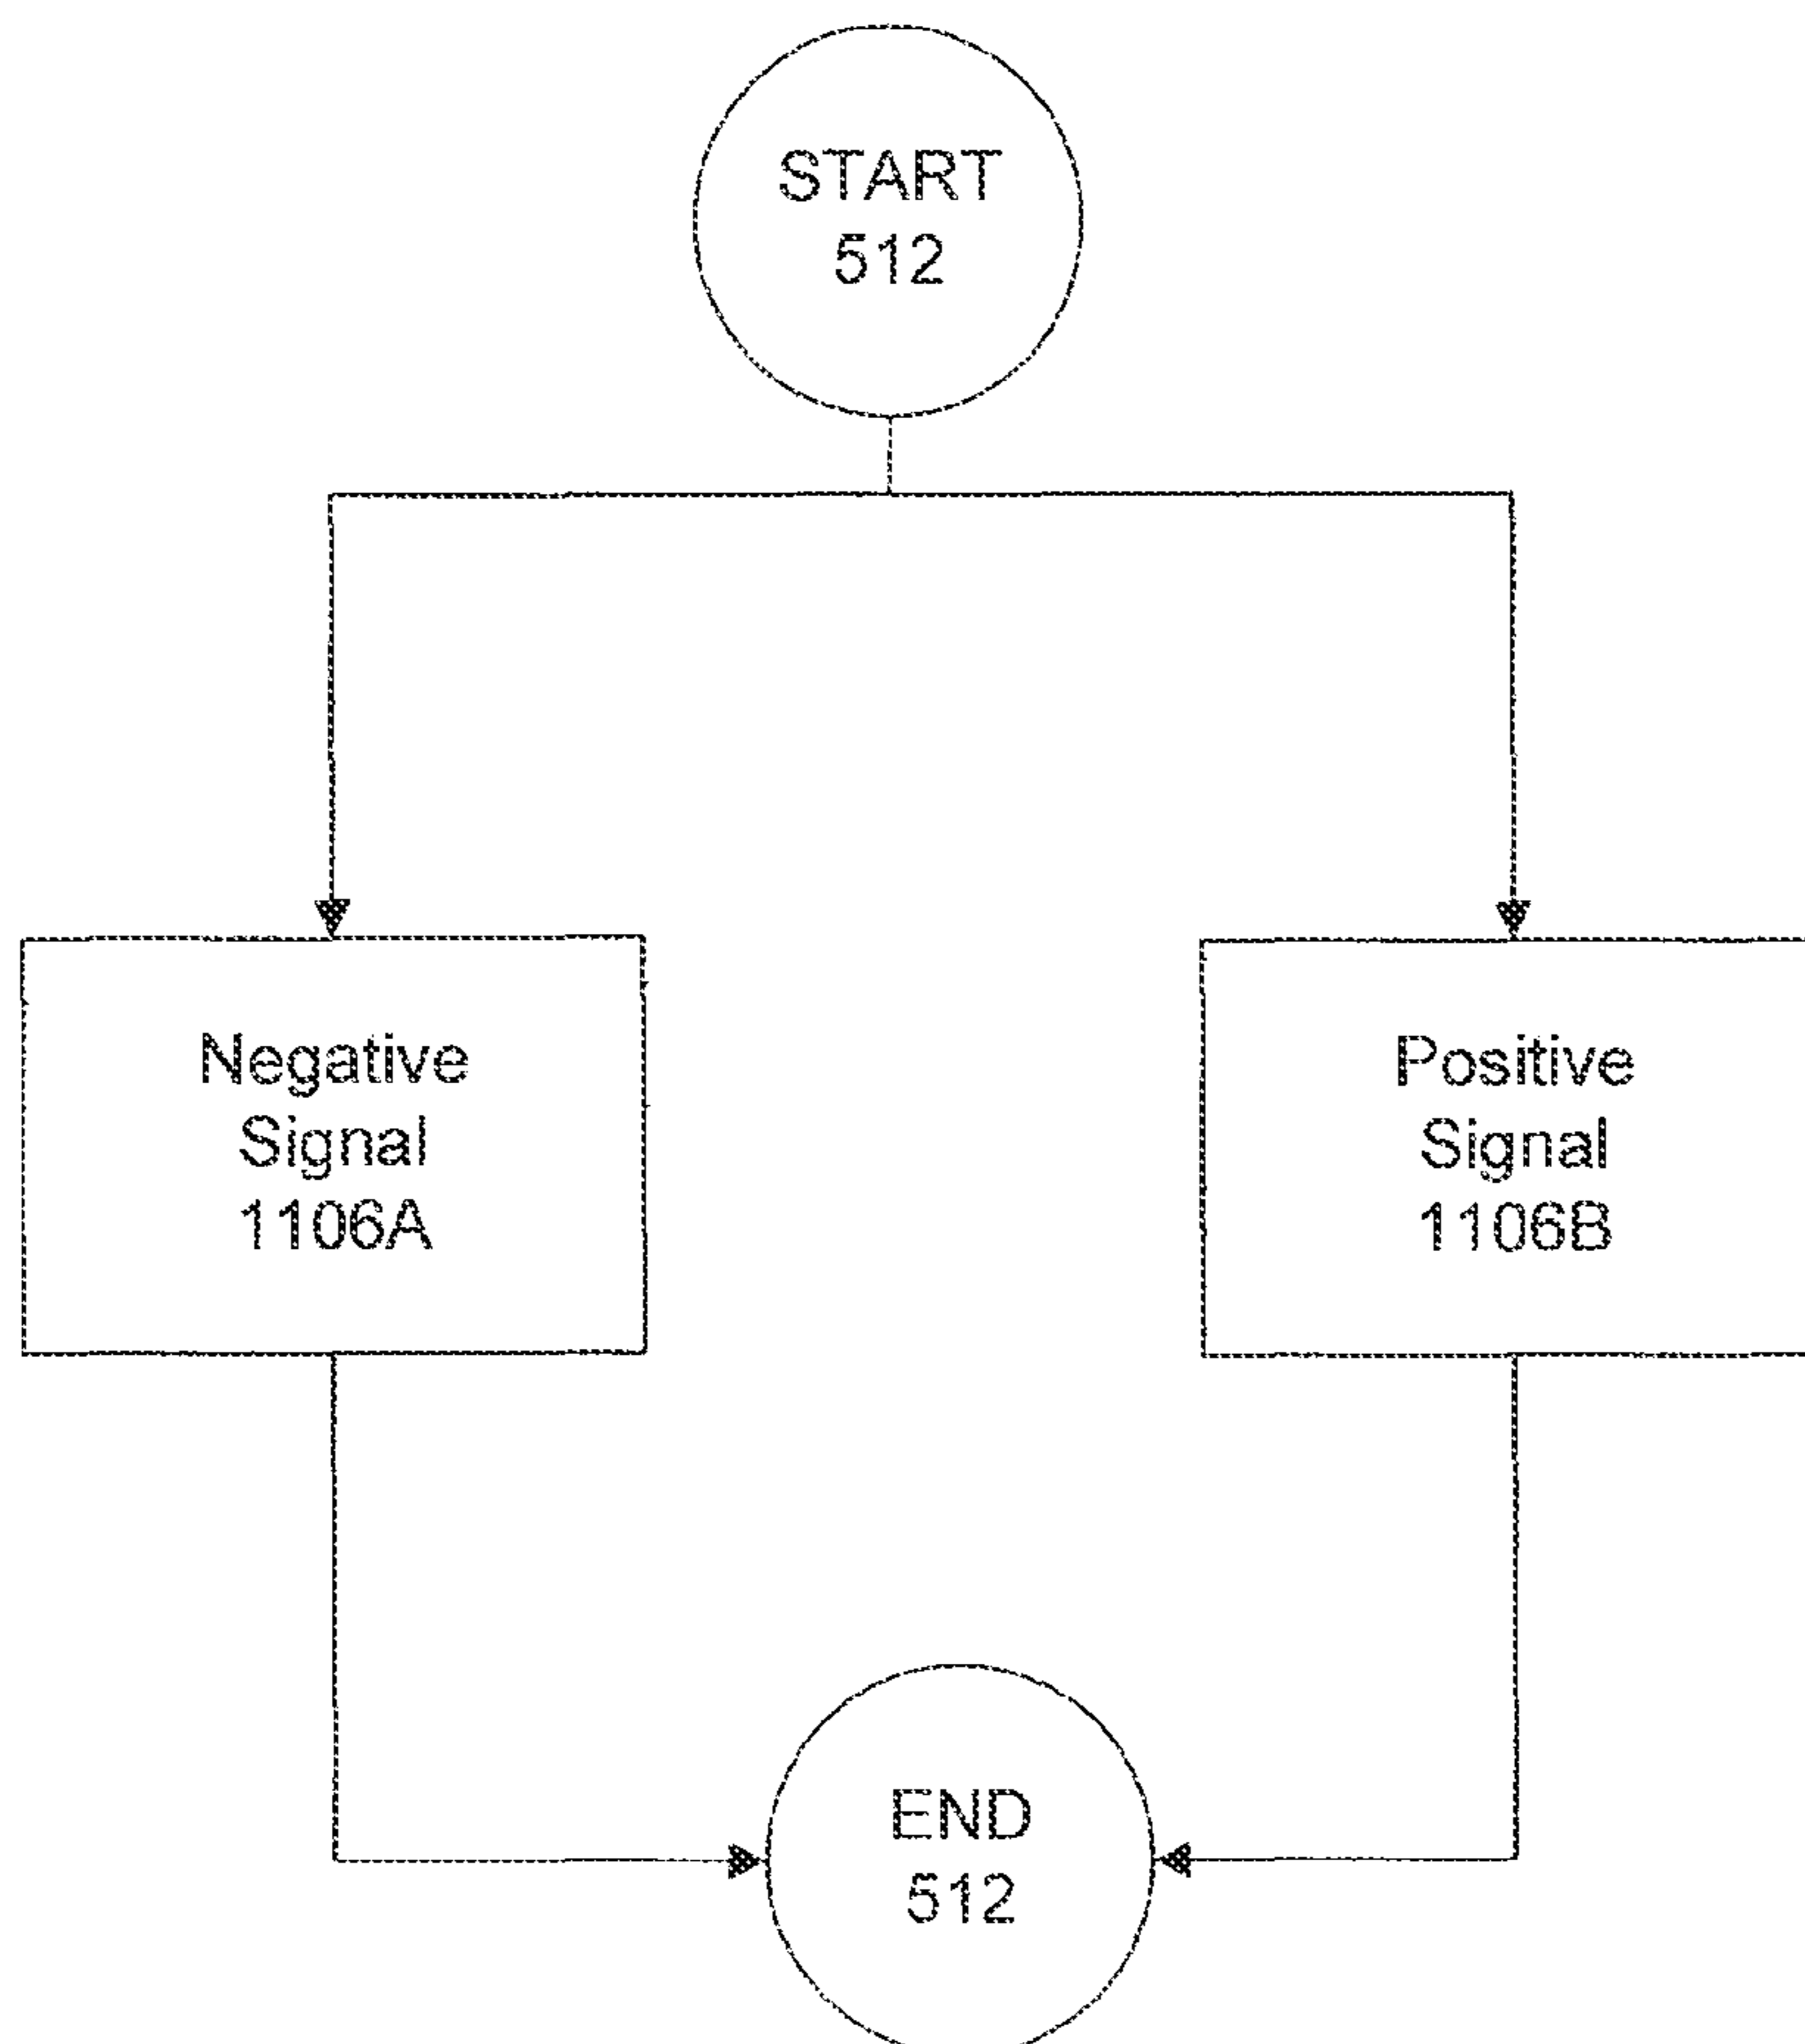 START
512
Negative
Signal
1106A
Positive
Signal
1106B
END
512